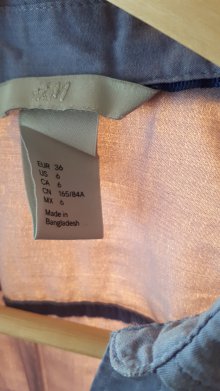 H&M
EUR 36
US 6
CA 6
CN 165/84A
MX 6
Made in
Bangladesh